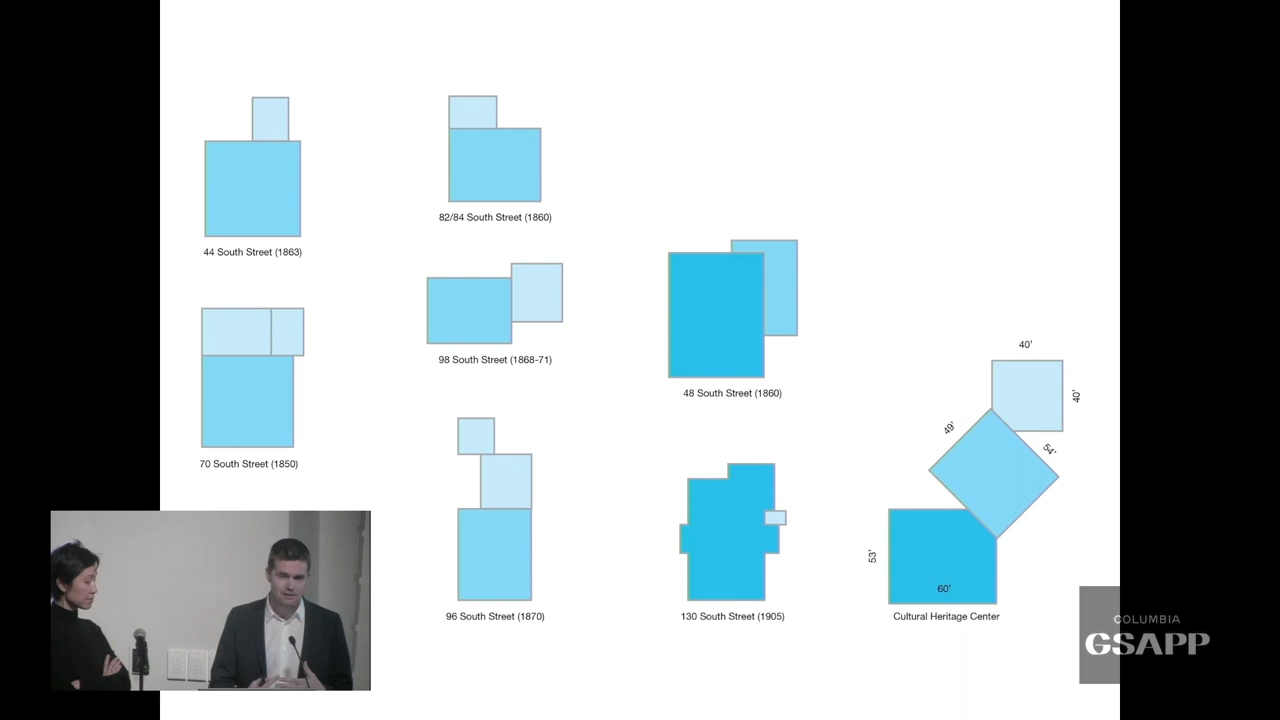 44 South Street (1863)
82/84 South Street (1860)
98 South Street (1868-71)
70 South Street (1850)
96 South Street (1870)
48 South Street (1860)
130 South Street (1905)
40'
40'
49'
54'
53'
60'
Cultural Heritage Center
COLUMBIA
GSAPP